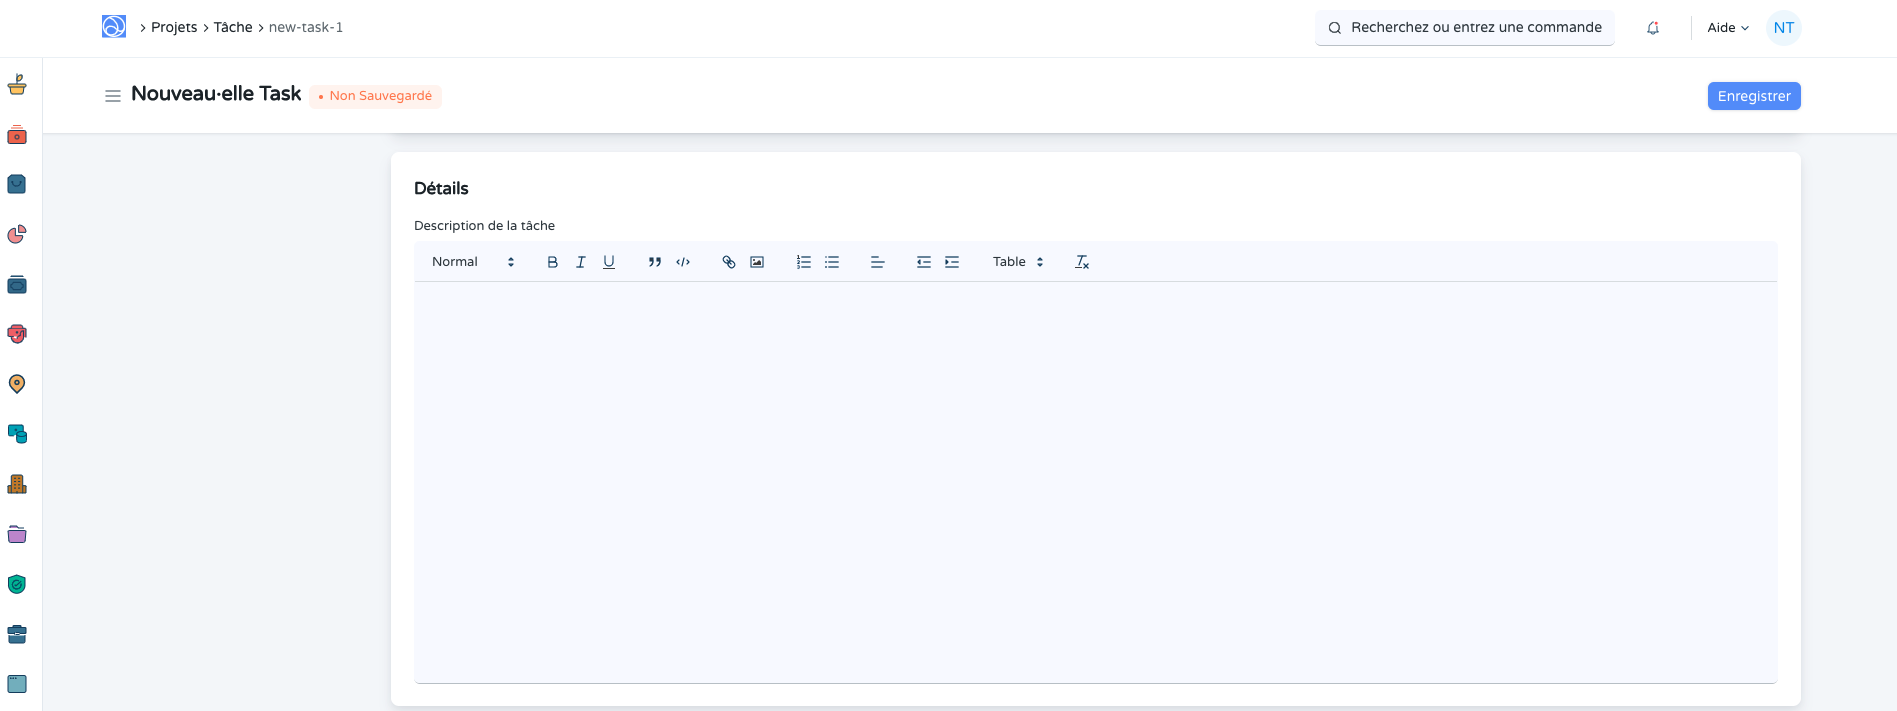 Projets Tâche new-task-1
Recherchez ou entrez une commande
Aide
NT
Nouveau·elle Task
Non Sauvegardé
Enregistrer
Détails
Description de la tâche
Normal
Table